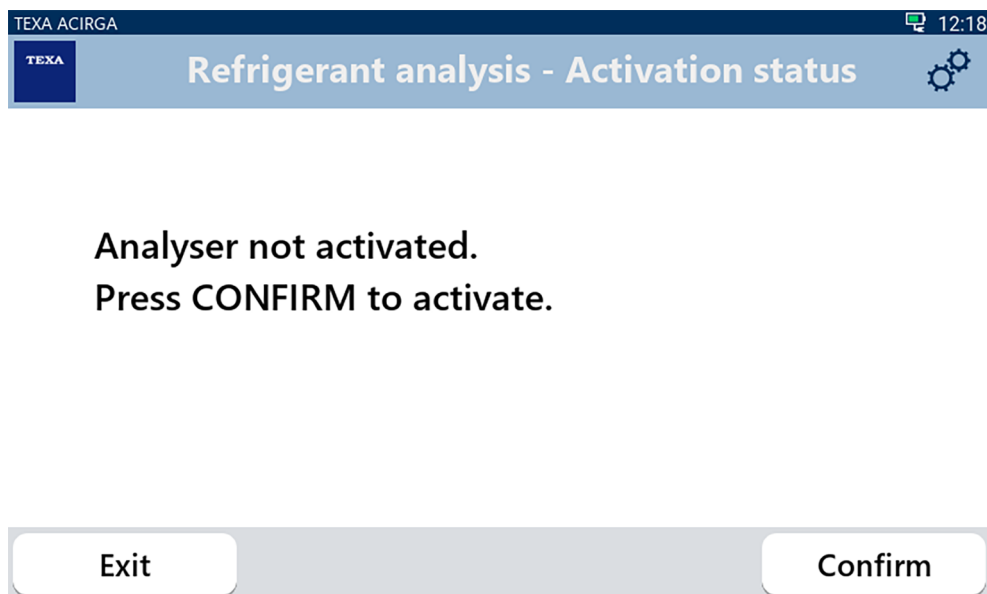 TEXA ACIRGA 12:18
TEXA
Refrigerant analysis - Activation status
Analyser not activated.
Press CONFIRM to activate.
Exit
Confirm